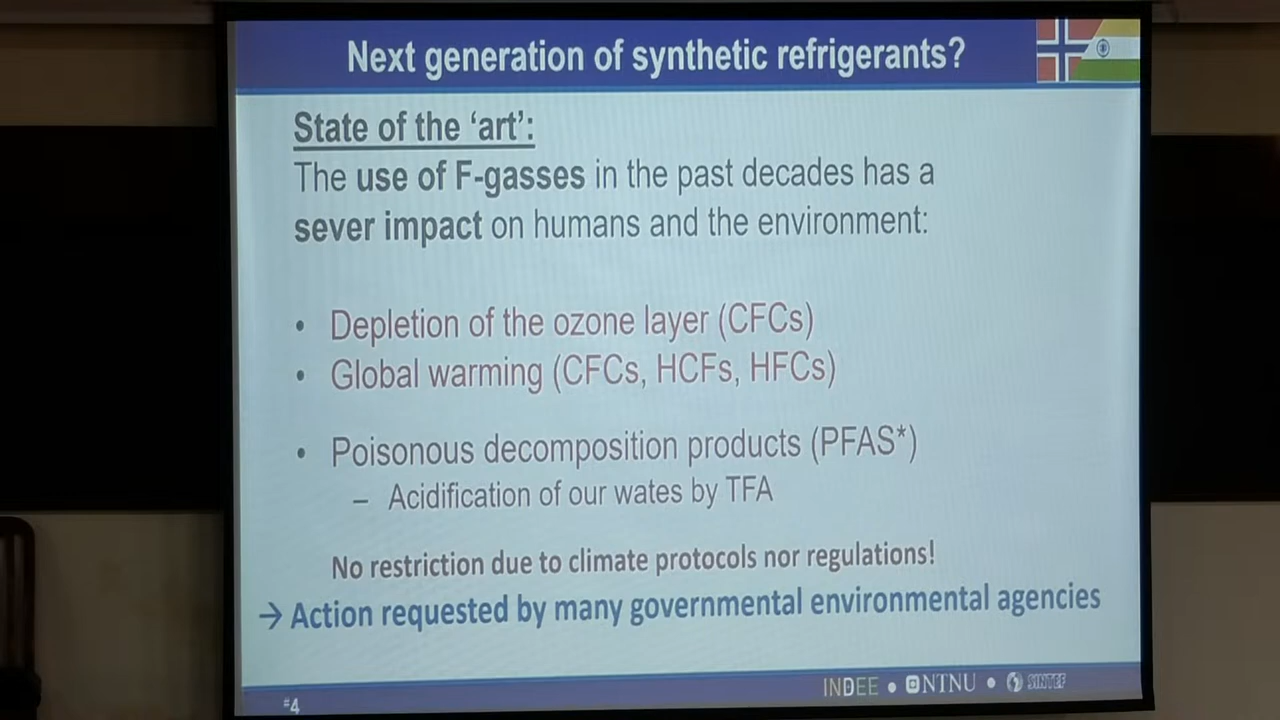 Next generation of synthetic refrigerants?
State of the ‘art’:
The use of F-gasses in the past decades has a
sever impact on humans and the environment:
• Depletion of the ozone layer (CFCs)
• Global warming (CFCs, HCFs, HFCs)
• Poisonous decomposition products (PFAS*)
– Acidification of our wates by TFA
No restriction due to climate protocols nor regulations!
→ Action requested by many governmental environmental agencies
#4
INDEE • NTNU • SINTEF